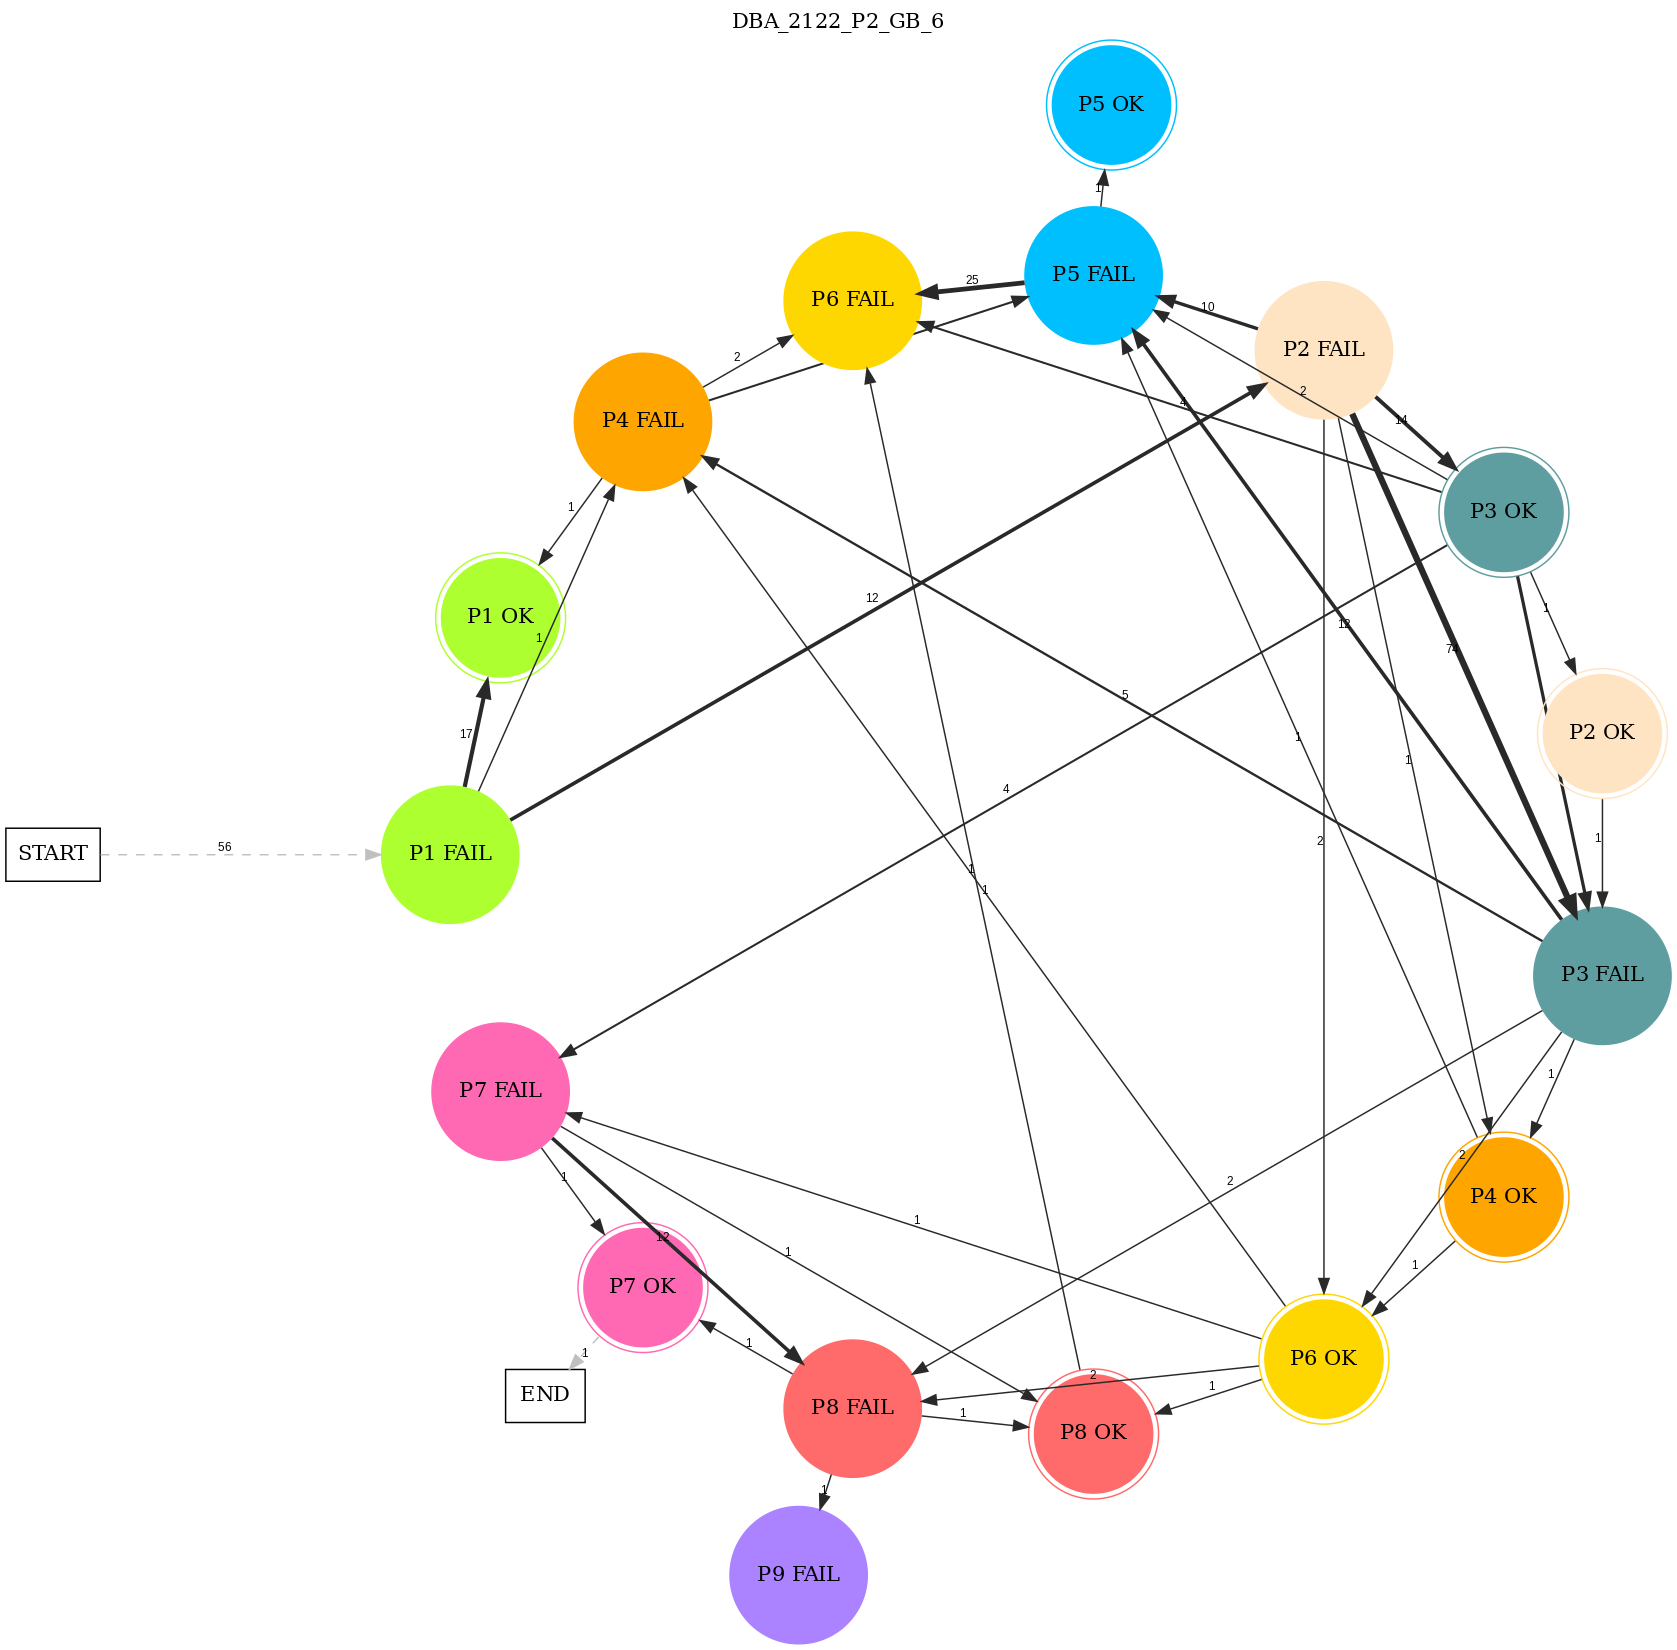 DBA_2122_P2_GB_6
P5 OK
1
P5 FAIL
P6 FAIL
25
10
P2 FAIL
2
2
4
14
P4 FAIL
P3 OK
1
12
1
P1 OK
1
12
74
5
17
P2 OK
1
1
4
2
1
START
56
P1 FAIL
1
1
P3 FAIL
1
P7 FAIL
1
2
2
P4 OK
1
1
12
1
1
P7 OK
1
1
2
1
P6 OK
END
P8 FAIL
1
P8 OK
1
P9 FAIL